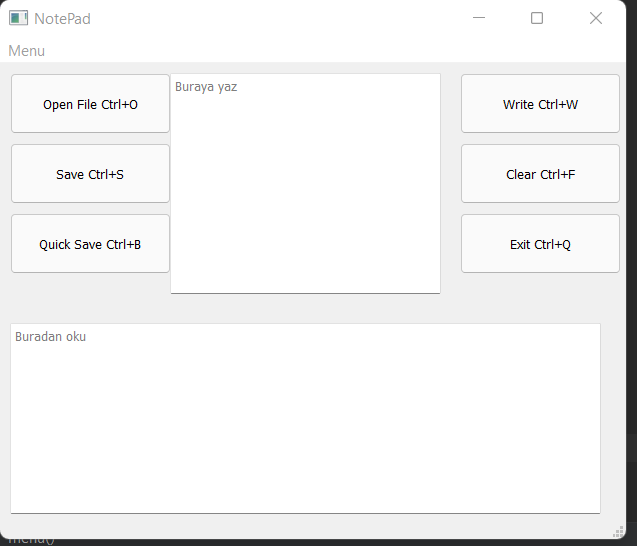 NotePad
Menu
Open File Ctrl+O
Buraya yaz
Write Ctrl+W
Save Ctrl+S
Clear Ctrl+F
Quick Save Ctrl+B
Exit Ctrl+Q
Buradan oku
menu()